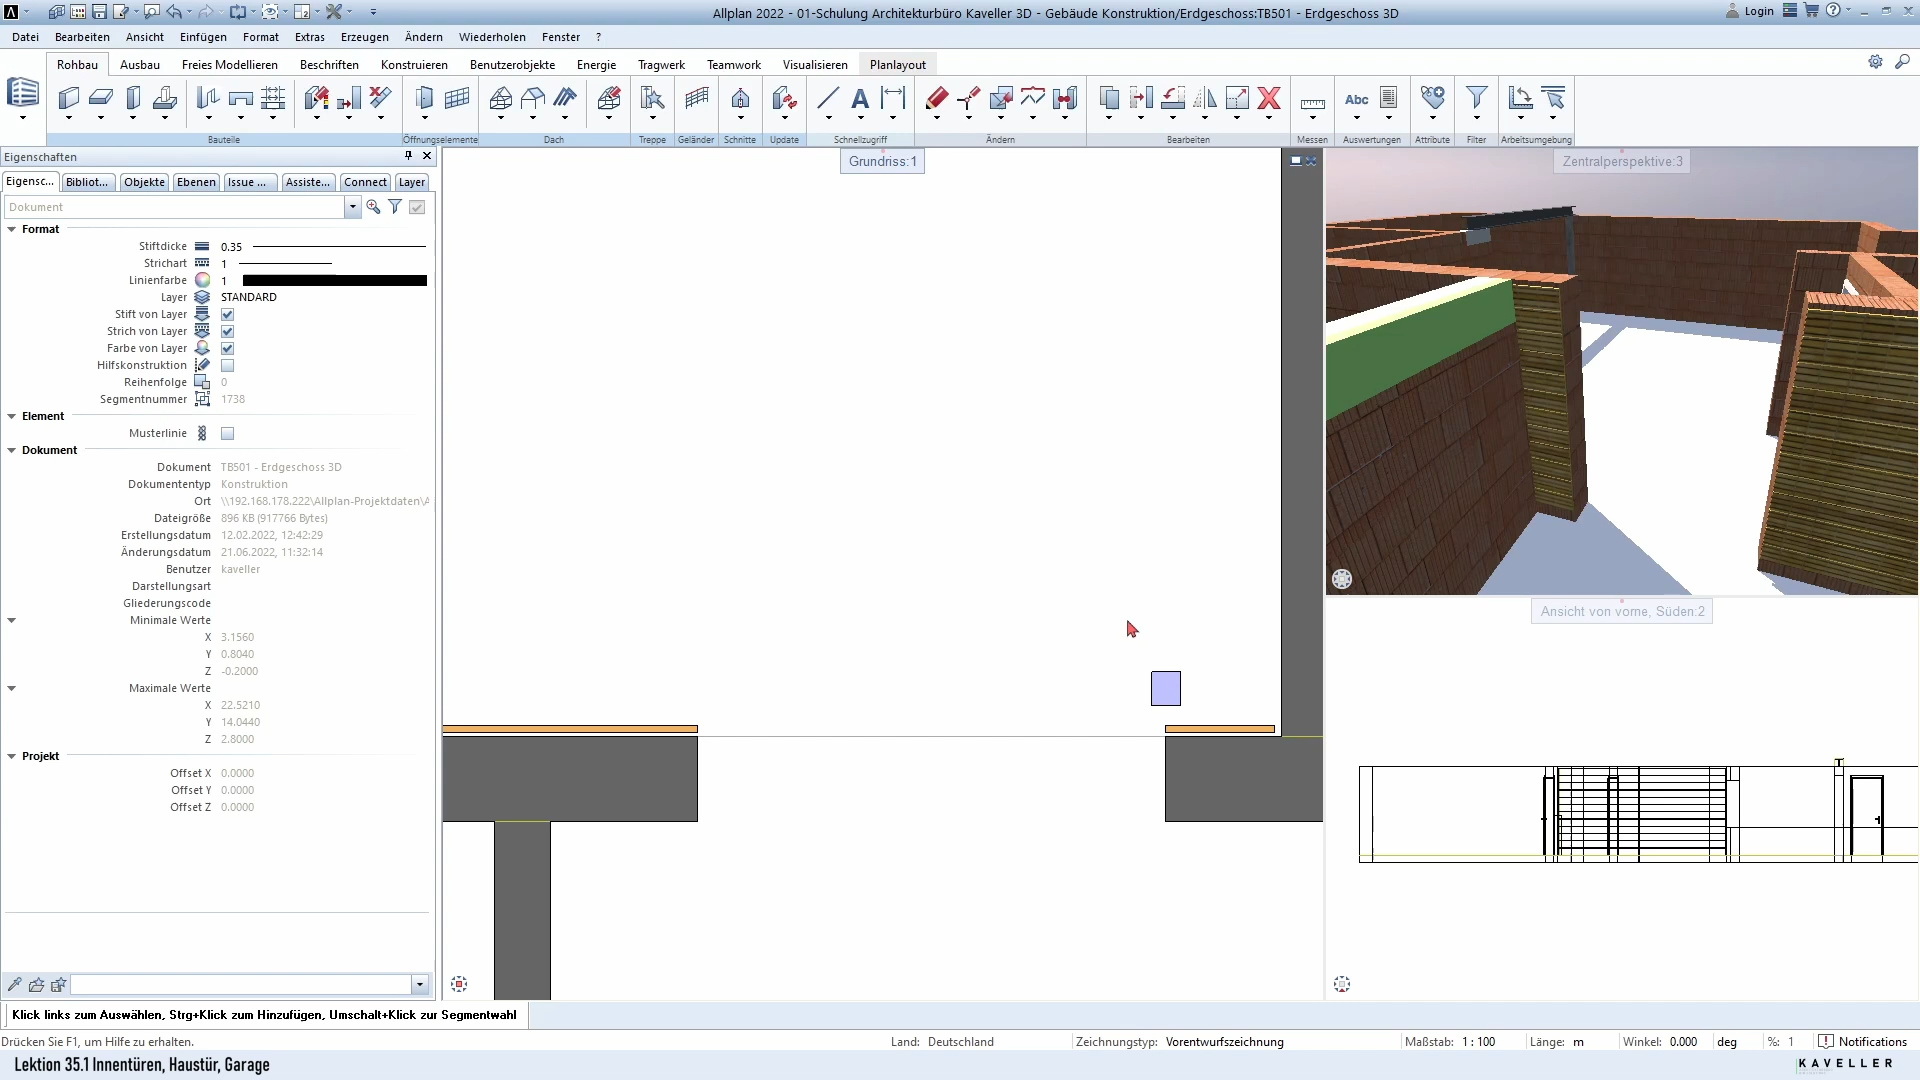 Allplan 2022 - 01-Schulung Architekturbüro Kaveller 3D - Gebäude Konstruktion/Erdgeschoss:TB501 - Erdgeschoss 3D
Login
Datei Bearbeiten Ansicht Einfügen Format Extras Erzeugen Ändern Wiederholen Fenster ?
Rohbau Ausbau Freies Modellieren Beschriften Konstruieren Benutzerobjekte Energie Tragwerk Teamwork Visualisieren Planlayout
Abc
Bauteile Öffnungselemente Dach Treppe Geländer Schnitte Update Schnellzugriff Ändern Bearbeiten Messen Auswertungen Attribute Filter Arbeitsumgebung
Eigenschaften
Eigensc... Bibliot... Objekte Ebenen Issue ... Assiste... Connect Layer
Dokument
Format
Stiftdicke 0.35
Strichart 1
Linienfarbe 1
Layer STANDARD
Stift von Layer
Strich von Layer
Farbe von Layer
Hilfskonstruktion
Reihenfolge 0
Segmentnummer 1738
Element
Musterlinie
Dokument
Dokument TB501 - Erdgeschoss 3D
Dokumententyp Konstruktion
Ort \\192.168.178.222\Allplan-Projektdaten\A
Dateigröße 896 KB (917766 Bytes)
Erstellungsdatum 12.02.2022, 12:42:29
Änderungsdatum 21.06.2022, 11:32:14
Benutzer kaveller
Darstellungsart
Gliederungscode
Minimale Werte
X 3.1560
Y 0.8040
Z -0.2000
Maximale Werte
X 22.5210
Y 14.0440
Z 2.8000
Projekt
Offset X 0.0000
Offset Y 0.0000
Offset Z 0.0000
Grundriss:1
Zentralperspektive:3
Ansicht von vorne, Süden:2
Klick links zum Auswählen, Strg+Klick zum Hinzufügen, Umschalt+Klick zur Segmentwahl
Drücken Sie F1, um Hilfe zu erhalten.
Land: Deutschland Zeichnungstyp: Vorentwurfszeichnung Maßstab: 1 : 100 Länge: m Winkel: 0.000 deg %: 1 Notifications
Lektion 35.1 Innentüren, Haustür, Garage
KAVELLER